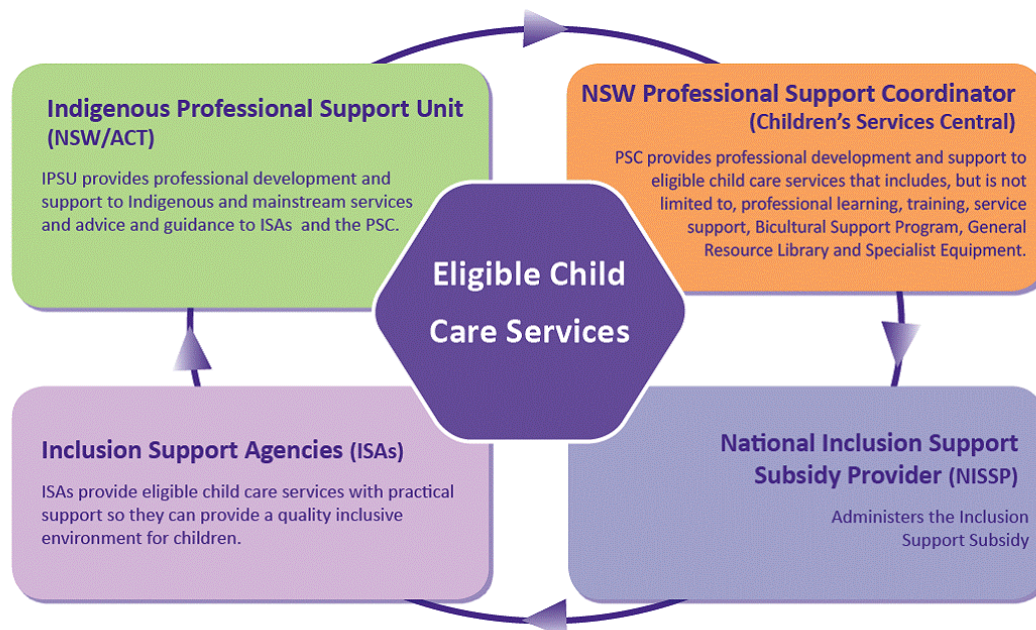 Indigenous Professional Support Unit
(NSW/ACT)
IPSU provides professional development and
support to Indigenous and mainstream services
and advice and guidance to ISAs and the PSC.
NSW Professional Support Coordinator
(Children's Services Central)
PSC provides professional development and support to
eligible child care services that includes, but is not
limited to, professional learning, training, service
support, Bicultural Support Program, General
Resource Library and Specialist Equipment.
Eligible Child
Care Services
Inclusion Support Agencies (ISAs)
ISAs provide eligible child care services with practical
support so they can provide a quality inclusive
environment for children.
National Inclusion Support
Subsidy Provider (NISSP)
Administers the Inclusion
Support Subsidy